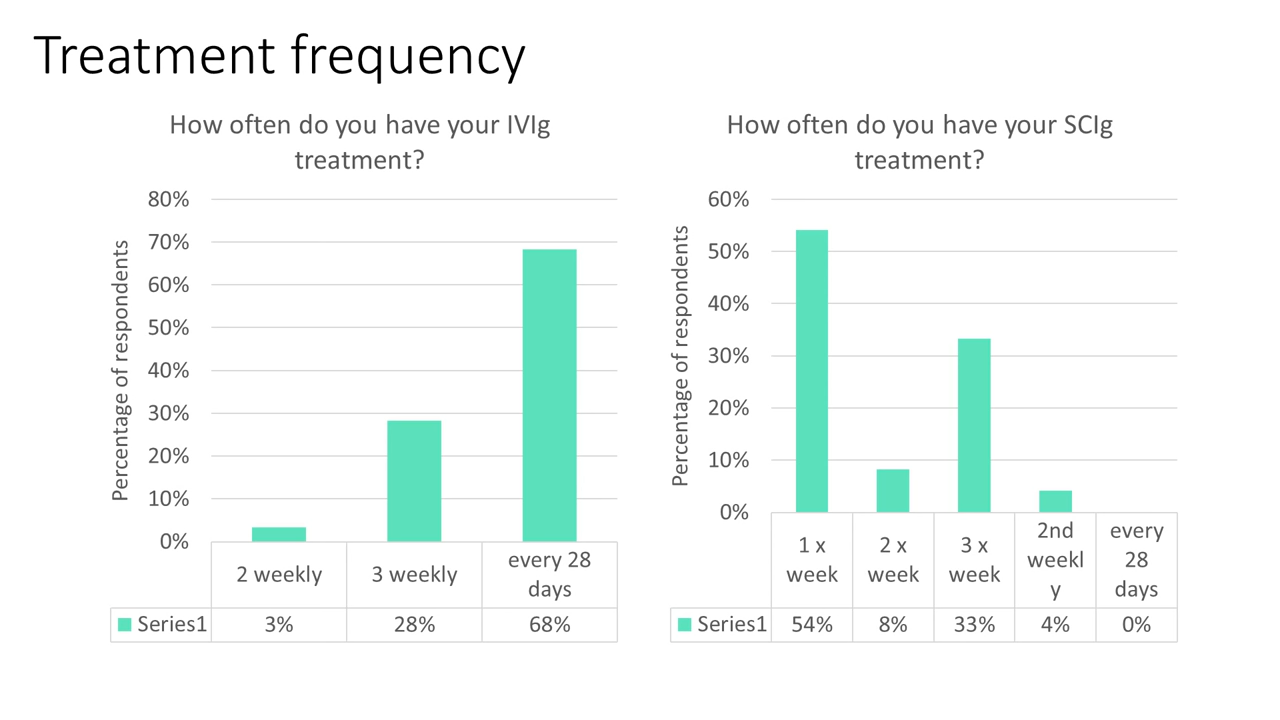 Treatment frequency
How often do you have your IVIg
treatment?
Percentage of respondents
80%
70%
60%
50%
40%
30%
20%
10%
0%
2 weekly
3 weekly
every 28
days
Series1
3%
28%
68%
How often do you have your SCIg
treatment?
Percentage of respondents
60%
50%
40%
30%
20%
10%
0%
1 x
week
2 x
week
3 x
week
2nd
weekl
y
every
28
days
Series1
54%
8%
33%
4%
0%